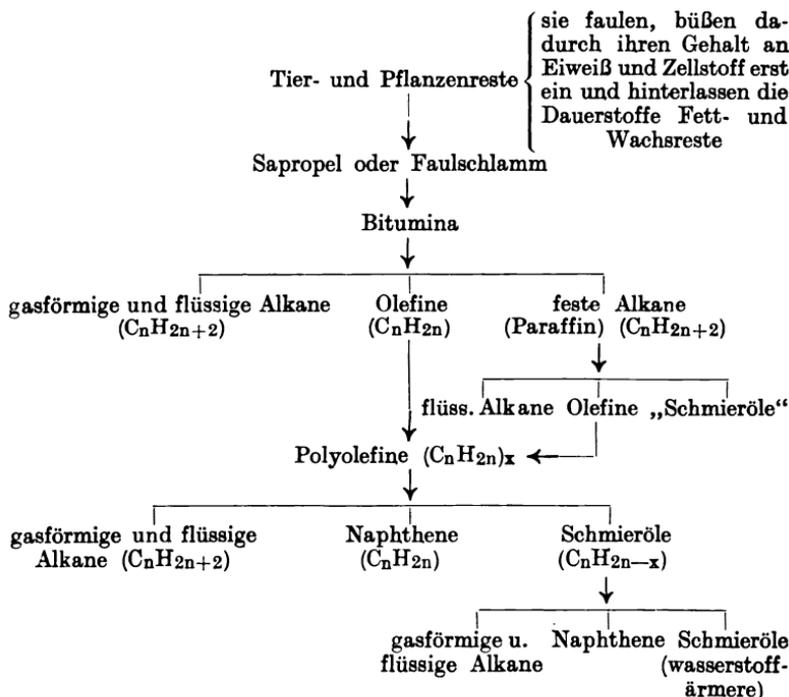 sie faulen, büßen da-
durch ihren Gehalt an
Eiweiß und Zellstoff erst
ein und hinterlassen die
Dauerstoffe Fett- und
Wachsreste
Tier- und Pflanzenreste
Sapropel oder Faulschlamm
Bitumina
gasförmige und flüssige Alkane
(CnH2n+2)
Olefine
(CnH2n)
feste Alkane
(Paraffin) (CnH2n+2)
flüss. Alkane Olefine „Schmieröle“
Polyolefine (CnH2n)x
gasförmige und flüssige
Alkane (CnH2n+2)
Naphthene
(CnH2n)
Schmieröle
(CnH2n—x)
gasförmige u.
flüssige Alkane
Naphthene
Schmieröle
(wasserstoff-
ärmere)